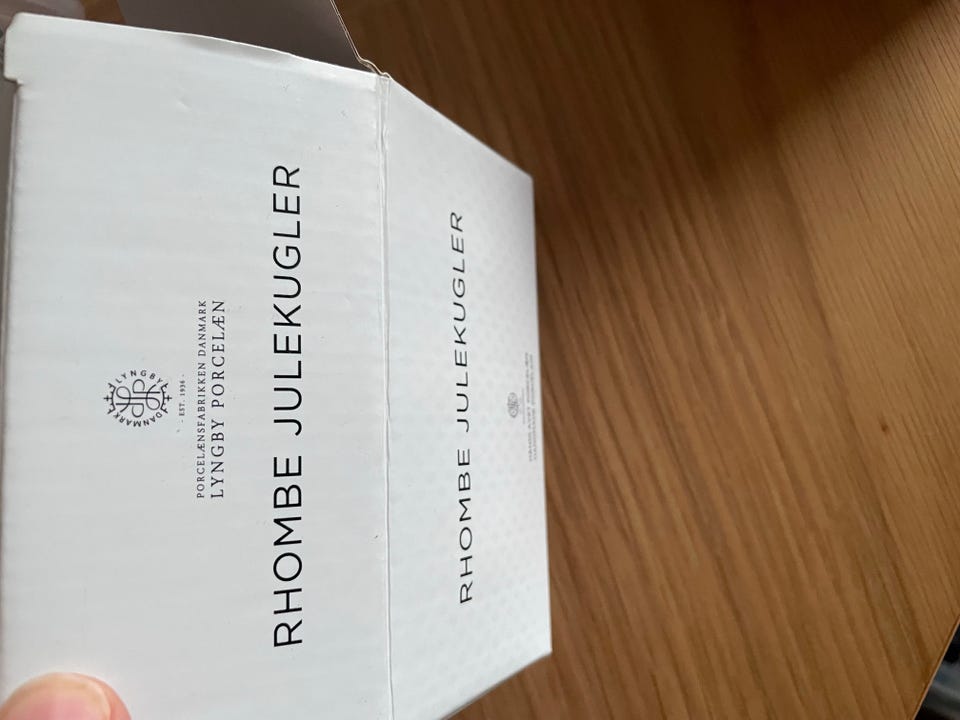 LYNGBY
DANMARK
- EST. 1936 -
PORCELÆNSFABRIKKEN DANMARK
LYNGBY PORCELÆN
RHOMBE JULEKUGLER
RHOMBE JULEKUGLER